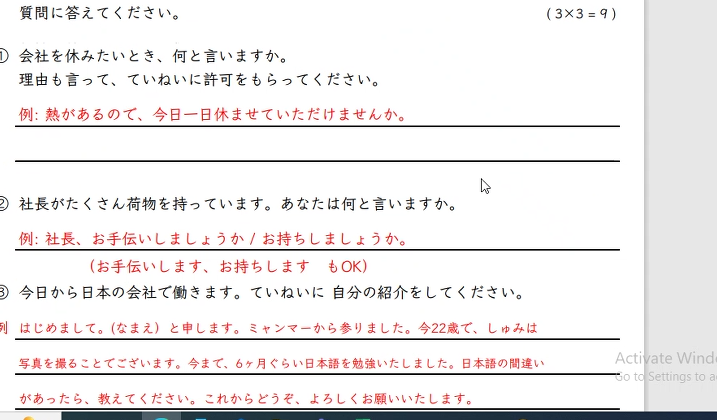 質問に答えてください。 (3×3=9)
① 会社を休みたいとき、何と言いますか。
理由も言って、ていねいに許可をもらってください。
例: 熱があるので、今日一日休ませていただけませんか。
② 社長がたくさん荷物を持っています。あなたは何と言いますか。
例: 社長、お手伝いしましょうか / お持ちしましょうか。
(お手伝いします、お持ちします もOK)
③ 今日から日本の会社で働きます。ていねいに 自分の紹介をしてください。
例 はじめまして。(なまえ) と申します。ミャンマーから参りました。今22歳で、しゅみは
写真を撮ることでございます。今まで、6ヶ月ぐらい日本語を勉強いたしました。日本語の間違い
があったら、教えてください。これからどうぞ、よろしくお願いいたします。
Activate Windo
Go to Settings to a